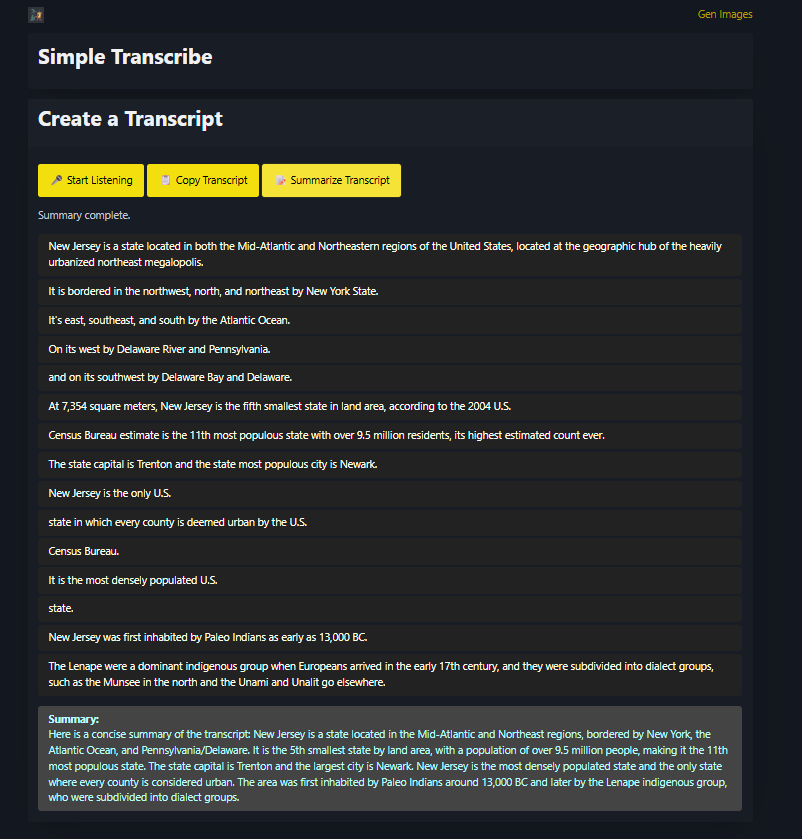 Gen Images
Simple Transcribe
Create a Transcript
🎤 Start Listening
📋 Copy Transcript
📝 Summarize Transcript
Summary complete.
New Jersey is a state located in both the Mid-Atlantic and Northeastern regions of the United States, located at the geographic hub of the heavily
urbanized northeast megalopolis.
It is bordered in the northwest, north, and northeast by New York State.
It's east, southeast, and south by the Atlantic Ocean.
On its west by Delaware River and Pennsylvania.
and on its southwest by Delaware Bay and Delaware.
At 7,354 square meters, New Jersey is the fifth smallest state in land area, according to the 2004 U.S.
Census Bureau estimate is the 11th most populous state with over 9.5 million residents, its highest estimated count ever.
The state capital is Trenton and the state most populous city is Newark.
New Jersey is the only U.S.
state in which every county is deemed urban by the U.S.
Census Bureau.
It is the most densely populated U.S.
state.
New Jersey was first inhabited by Paleo Indians as early as 13,000 BC.
The Lenape were a dominant indigenous group when Europeans arrived in the early 17th century, and they were subdivided into dialect groups,
such as the Munsee in the north and the Unami and Unalit go elsewhere.
Summary:
Here is a concise summary of the transcript: New Jersey is a state located in the Mid-Atlantic and Northeast regions, bordered by New York, the
Atlantic Ocean, and Pennsylvania/Delaware. It is the 5th smallest state by land area, with a population of over 9.5 million people, making it the 11th
most populous state. The state capital is Trenton and the largest city is Newark. New Jersey is the most densely populated state and the only state
where every county is considered urban. The area was first inhabited by Paleo Indians around 13,000 BC and later by the Lenape indigenous group,
who were subdivided into dialect groups.